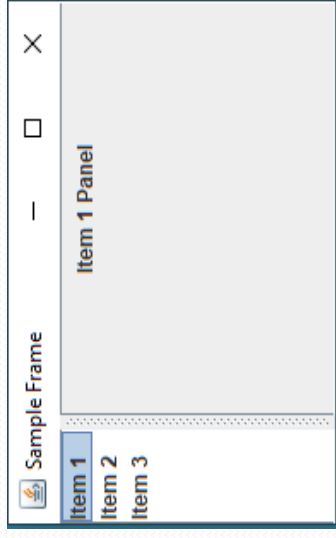 Sample Frame
Item 1
Item 2
Item 3
Item 1 Panel